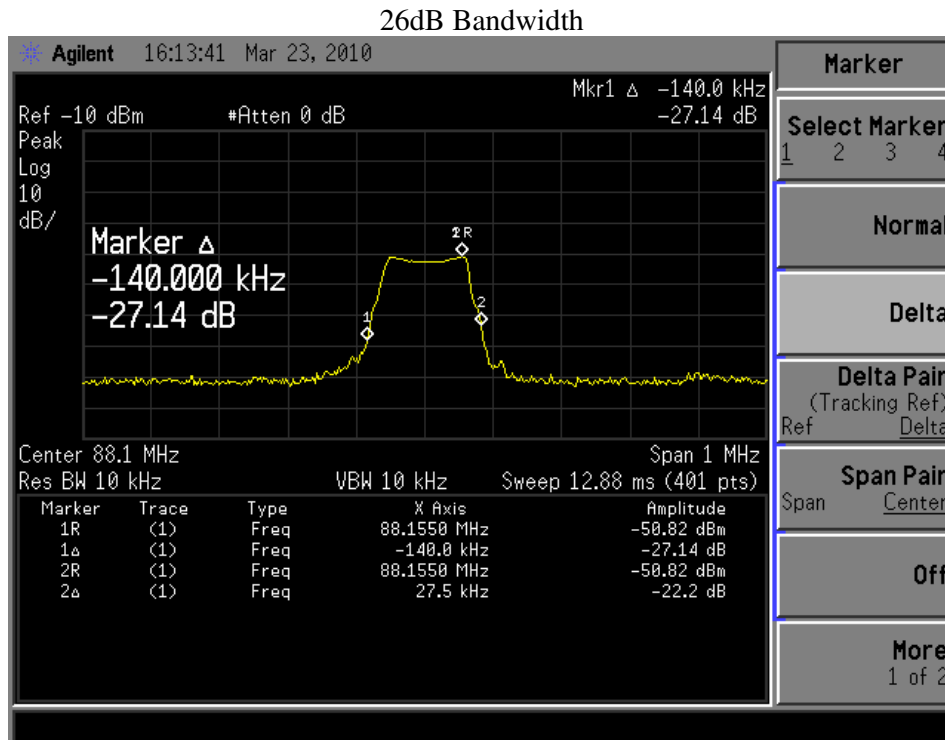 26dB Bandwidth
Agilent 16:13:41 Mar 23, 2010
Mkr1 Δ -140.0 kHz
Ref -10 dBm #Atten 0 dB -27.14 dB
Peak
Log
10
dB/
Marker Δ
-140.000 kHz
-27.14 dB
2R
1
2
Center 88.1 MHz Span 1 MHz
Res BW 10 kHz VBW 10 kHz Sweep 12.88 ms (401 pts)
Marker Trace Type X Axis Amplitude
1R (1) Freq 88.1550 MHz -50.82 dBm
1Δ (1) Freq -140.0 kHz -27.14 dB
2R (1) Freq 88.1550 MHz -50.82 dBm
2Δ (1) Freq 27.5 kHz -22.2 dB
Marker
Select Marker
1 2 3 4
Normal
Delta
Delta Pair
(Tracking Ref)
Ref Delta
Span Pair
Span Center
Off
More
1 of 2